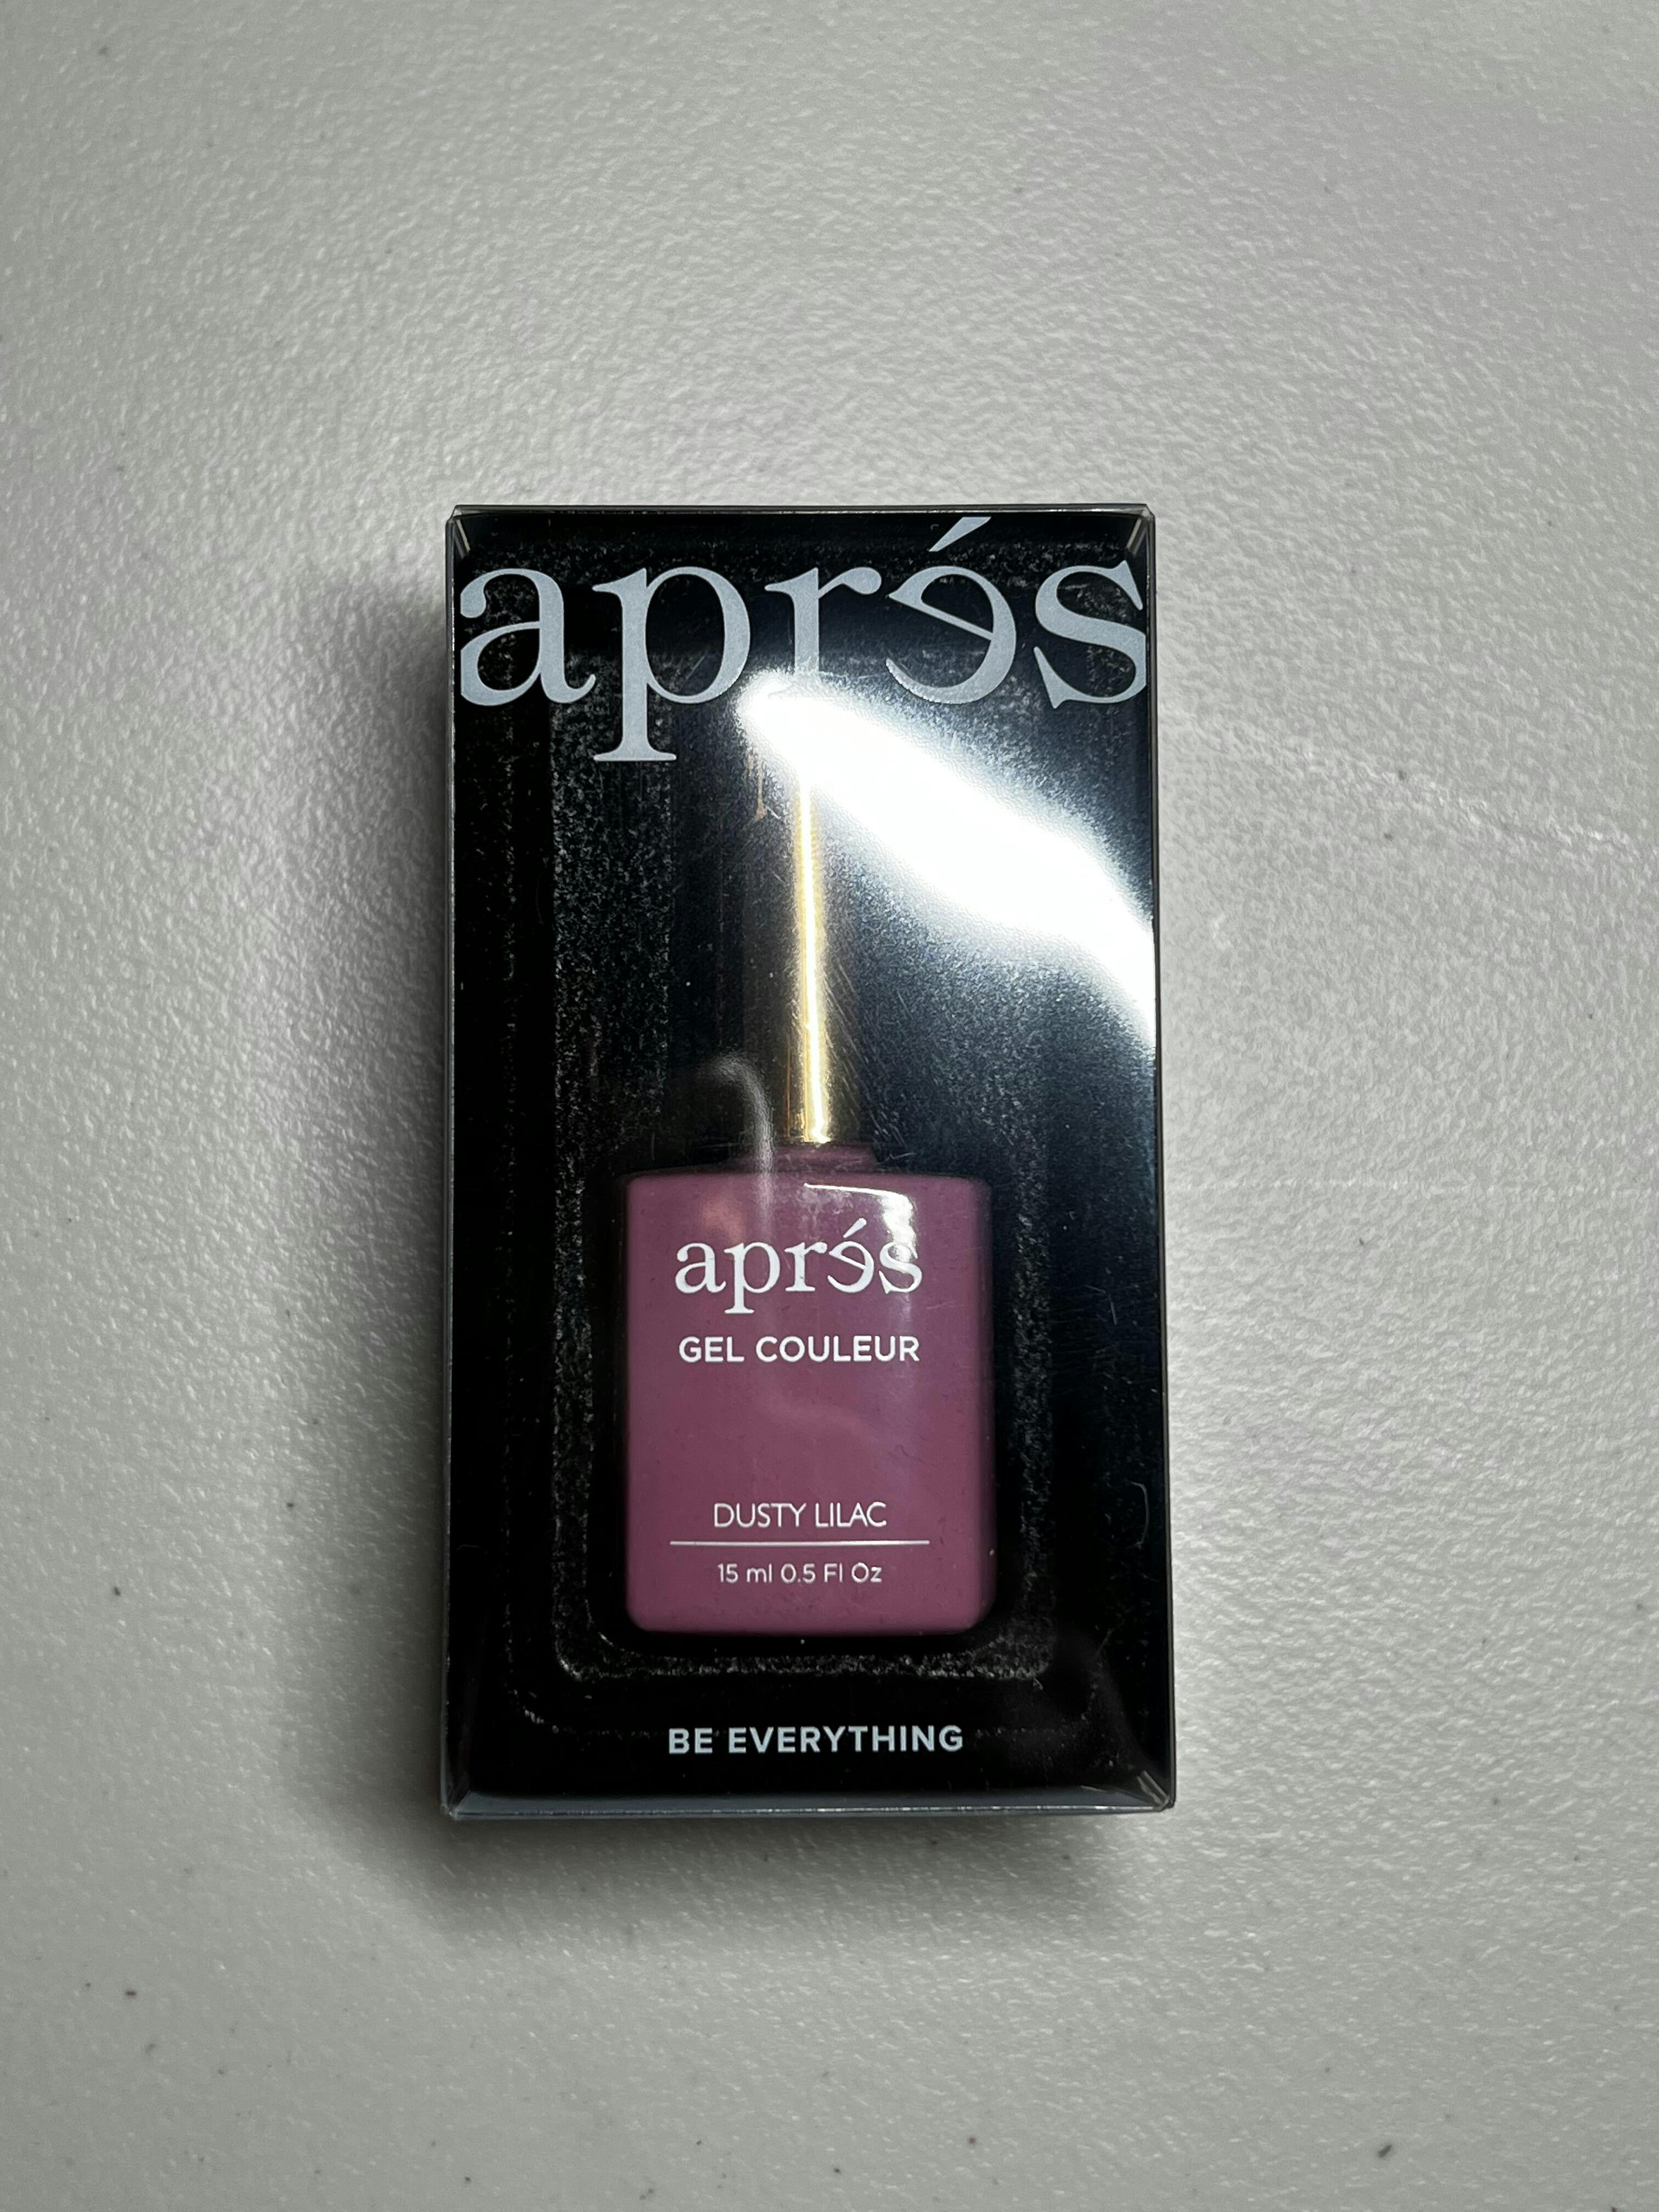 aprés
aprés
GEL COULEUR
DUSTY LILAC
15 ml 0.5 Fl Oz
BE EVERYTHING